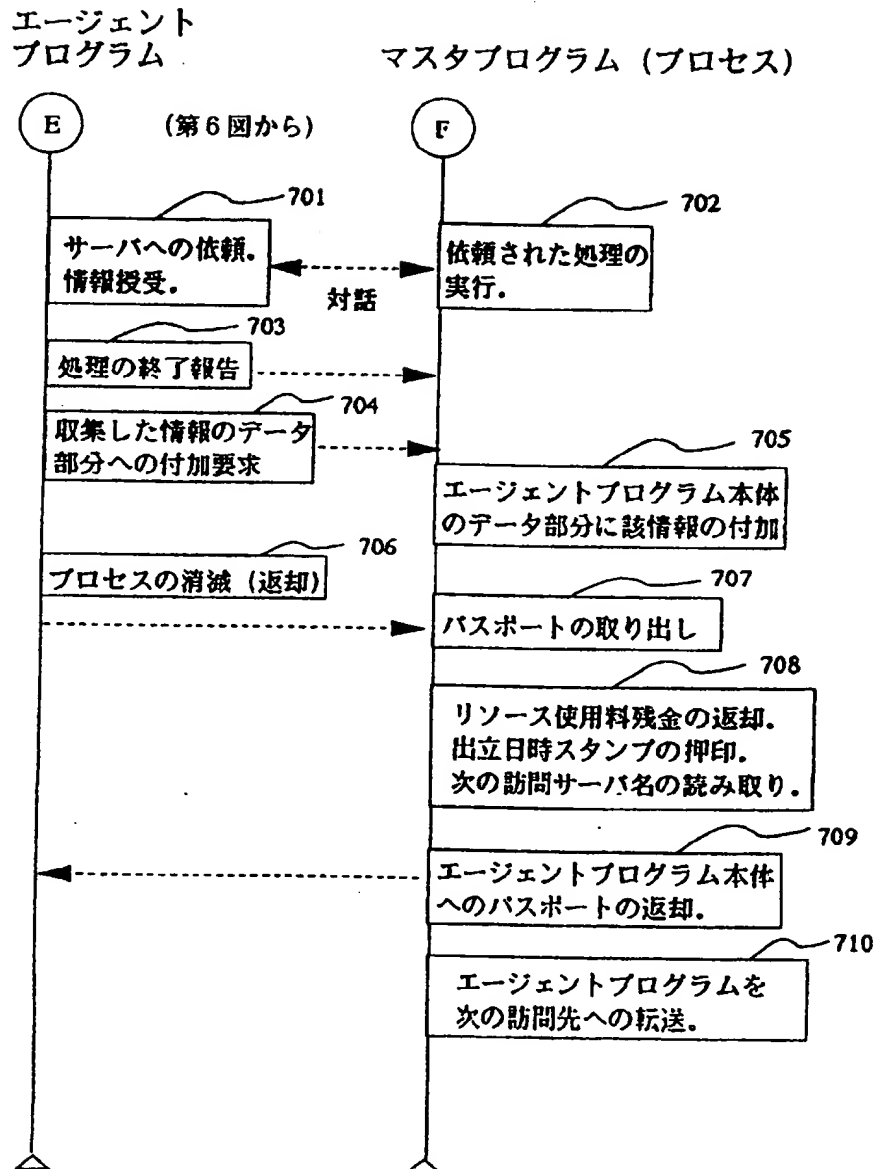 エージェント
プログラム
マスタプログラム (プロセス)
E
(第6図から)
F
701
702
サーバへの依頼.
情報授受.
依頼された処理の
実行.
対話
703
処理の終了報告
704
収集した情報のデータ
部分への付加要求
705
エージェントプログラム本体
のデータ部分に該情報の付加
706
プロセスの消滅 (返却)
707
パスポートの取り出し
708
リソース使用料残金の返却.
出立日時スタンプの押印.
次の訪問サーバ名の読み取り.
709
エージェントプログラム本体
へのパスポートの返却.
710
エージェントプログラムを
次の訪問先への転送.